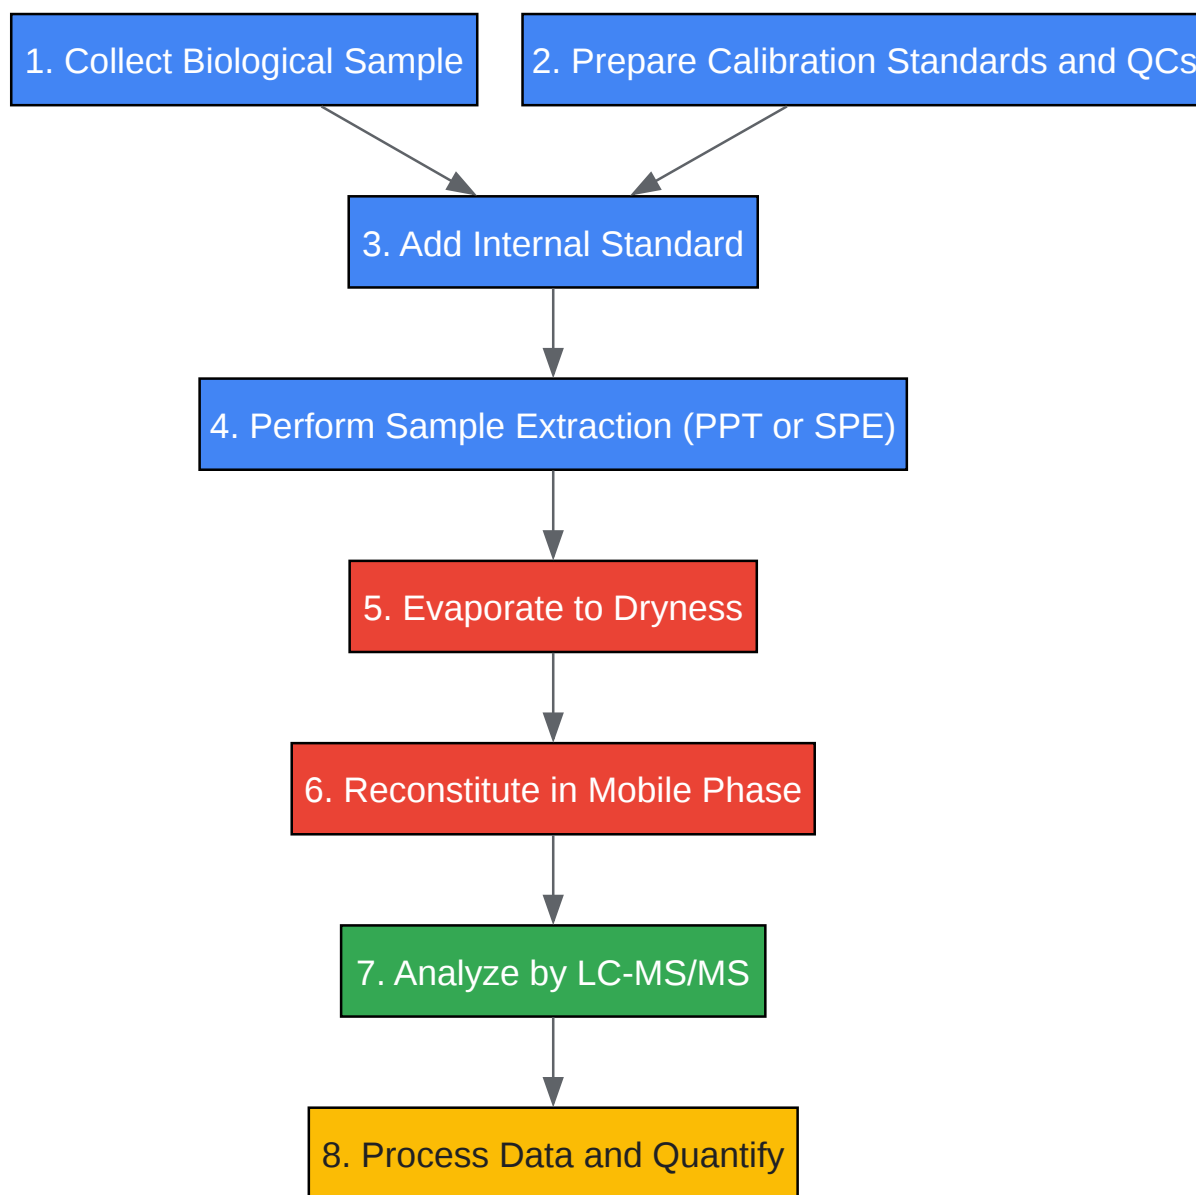 1. Collect Biological Sample
2. Prepare Calibration Standards and QCs
3. Add Internal Standard
4. Perform Sample Extraction (PPT or SPE)
5. Evaporate to Dryness
6. Reconstitute in Mobile Phase
7. Analyze by LC-MS/MS
8. Process Data and Quantify